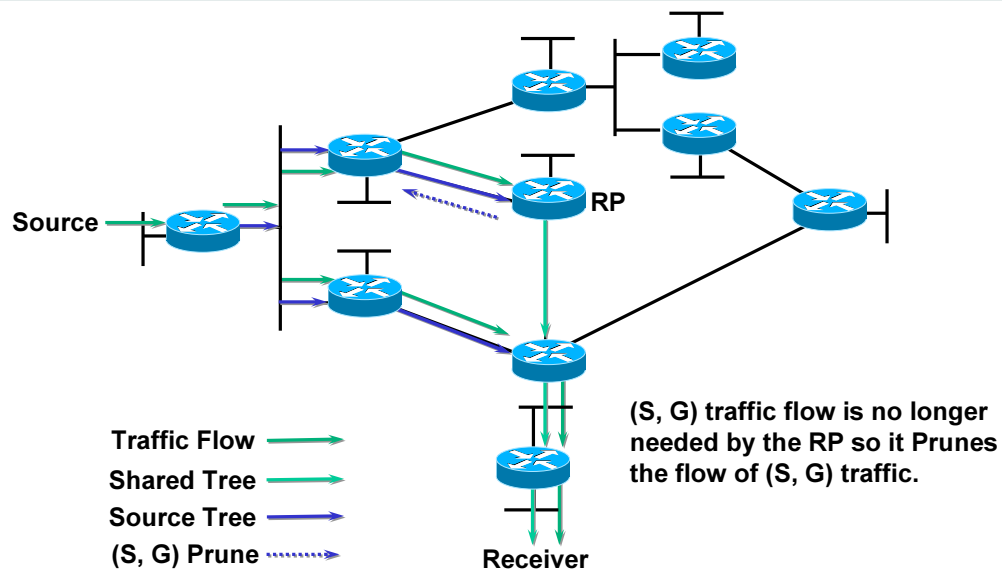 RP
Source
(S, G) traffic flow is no longer
needed by the RP so it Prunes
the flow of (S, G) traffic.
Traffic Flow
Shared Tree
Source Tree
(S, G) Prune
Receiver